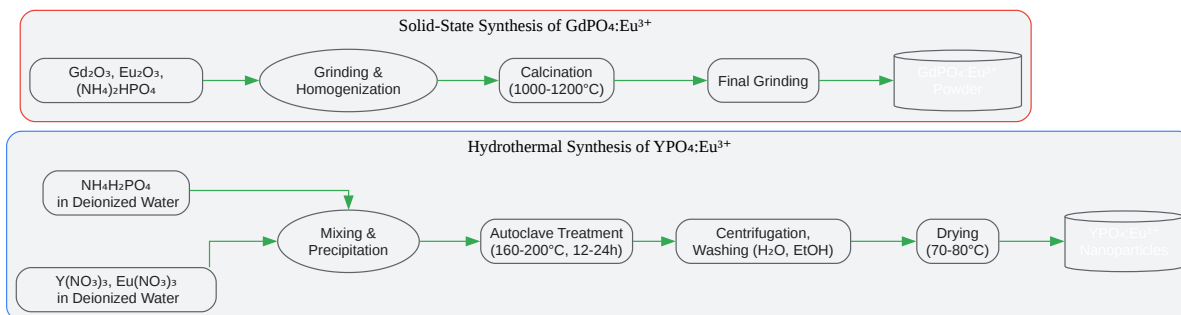 Solid-State Synthesis of GdPO₄:Eu³⁺
Gd₂O₃, Eu₂O₃,
(NH₄)₂HPO₄
Grinding &
Homogenization
Calcination
(1000-1200°C)
Final Grinding
GdPO₄:Eu³⁺
Powder
Hydrothermal Synthesis of YPO₄:Eu³⁺
NH₄H₂PO₄
in Deionized Water
Y(NO₃)₃, Eu(NO₃)₃
in Deionized Water
Mixing &
Precipitation
Autoclave Treatment
(160-200°C, 12-24h)
Centrifugation,
Washing (H₂O, EtOH)
Drying
(70-80°C)
YPO₄:Eu³⁺
Nanoparticles